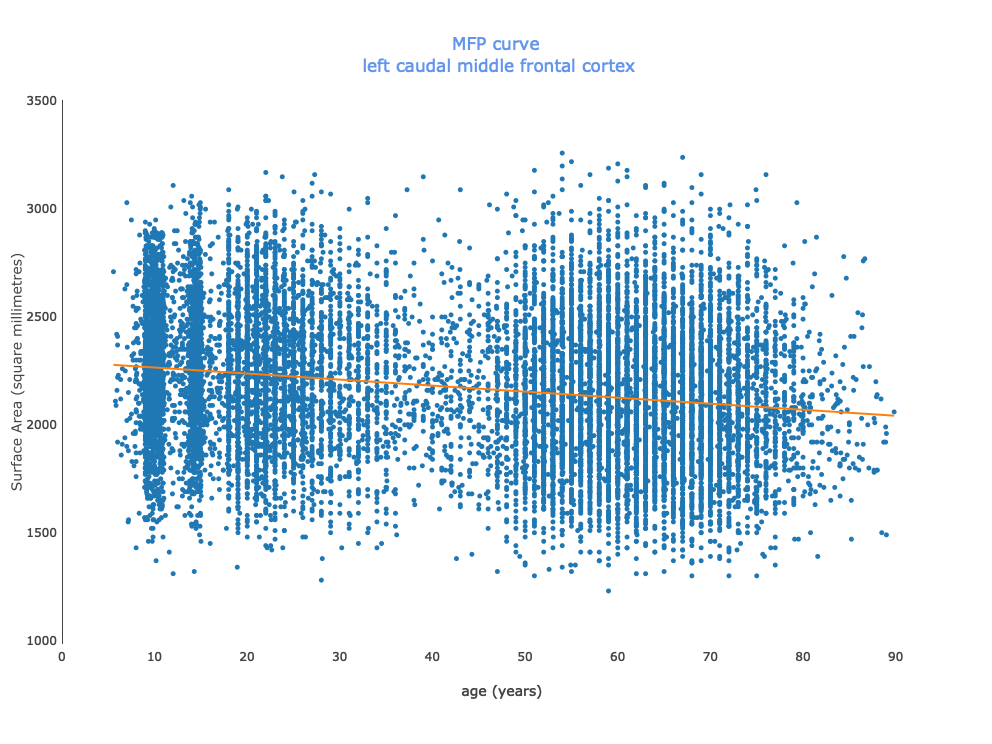 MFP curve
left caudal middle frontal cortex
Surface Area (square millimetres)
3500
3000
2500
2000
1500
1000
0 10 20 30 40 50 60 70 80 90
age (years)